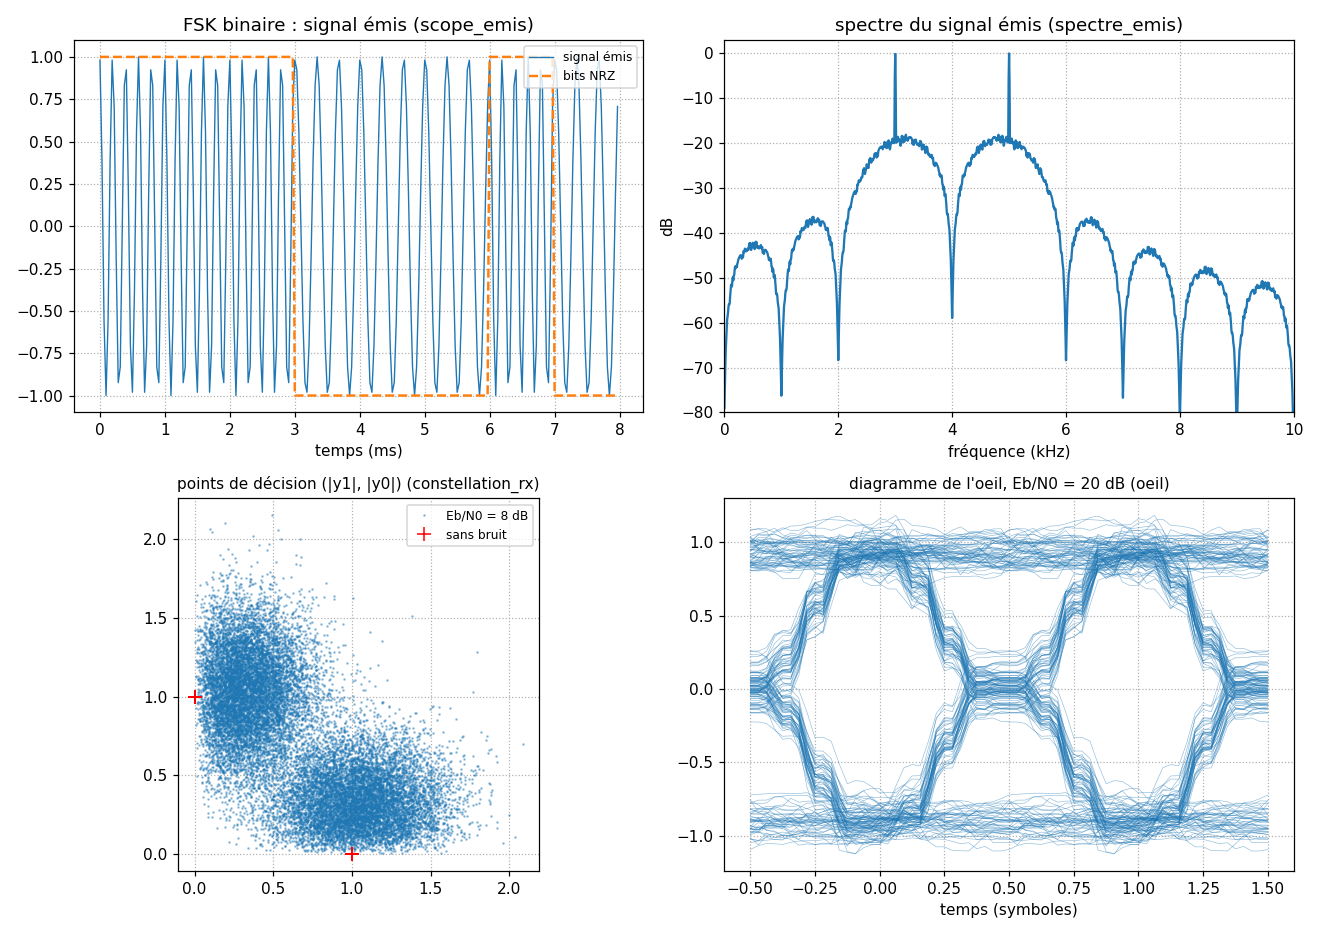 FSK binaire : signal émis (scope_emis)
signal émis
bits NRZ
1.00
0.75
0.50
0.25
0.00
−0.25
−0.50
−0.75
−1.00
0 1 2 3 4 5 6 7 8
temps (ms)
spectre du signal émis (spectre_emis)
dB
0
−10
−20
−30
−40
−50
−60
−70
−80
0 2 4 6 8 10
fréquence (kHz)
points de décision (|y1|, |y0|) (constellation_rx)
Eb/N0 = 8 dB
sans bruit
2.0
1.5
1.0
0.5
0.0
0.0 0.5 1.0 1.5 2.0
diagramme de l'oeil, Eb/N0 = 20 dB (oeil)
1.0
0.5
0.0
−0.5
−1.0
−0.50 −0.25 0.00 0.25 0.50 0.75 1.00 1.25 1.50
temps (symboles)